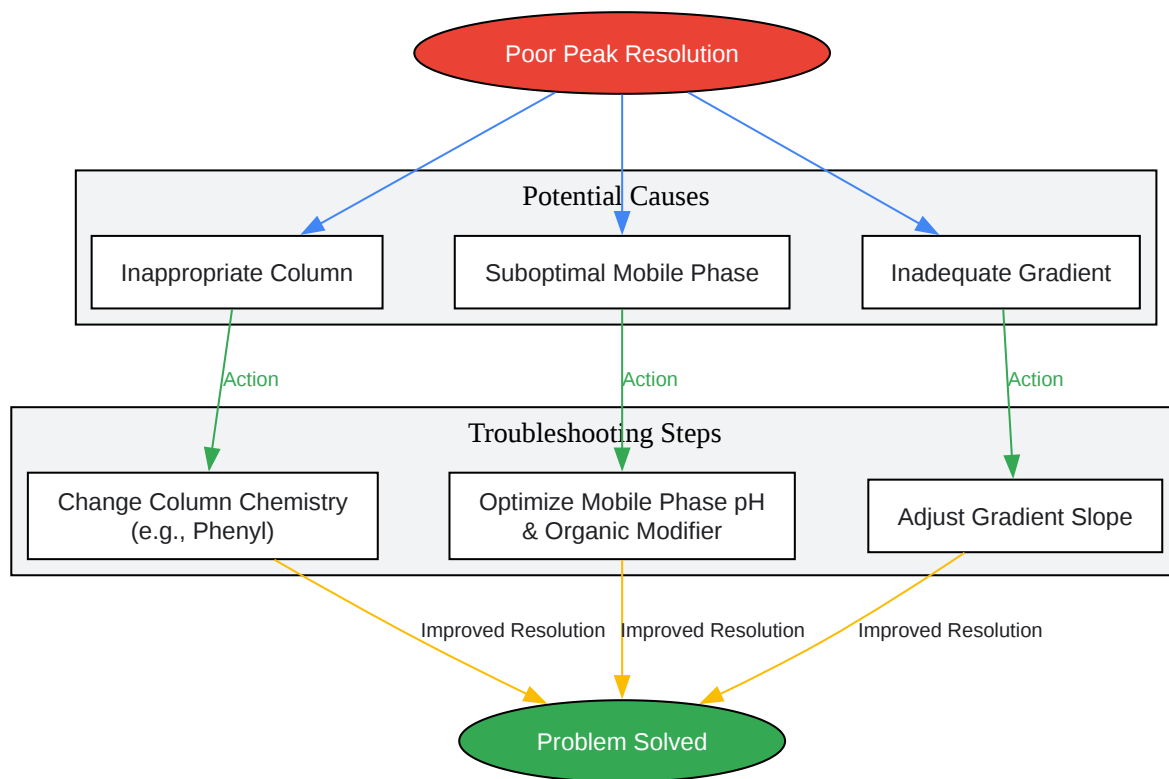 Poor Peak Resolution
Potential Causes
Inappropriate Column
Suboptimal Mobile Phase
Inadequate Gradient
Action
Action
Action
Troubleshooting Steps
Change Column Chemistry
(e.g., Phenyl)
Optimize Mobile Phase pH
& Organic Modifier
Adjust Gradient Slope
Improved Resolution
Improved Resolution
Improved Resolution
Problem Solved